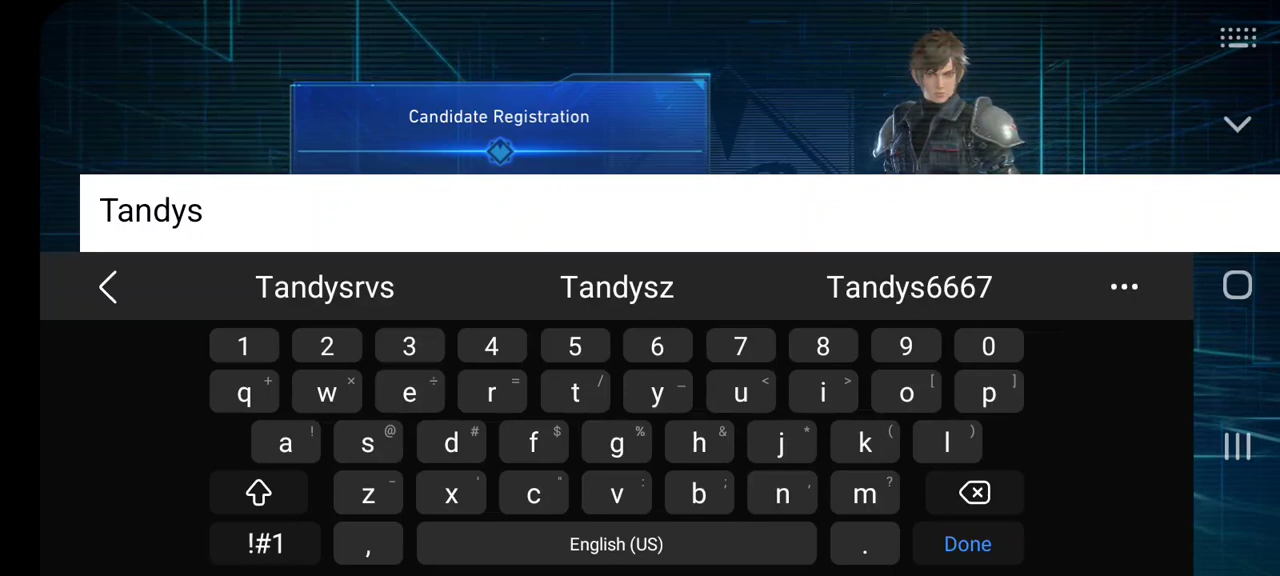 Candidate Registration
Tandys
Tandysrvs Tandysz Tandys6667
1 2 3 4 5 6 7 8 9 0
q + w × e ÷ r = t / y _ u < i > o [ p ]
a ! s @ d # f $ g % h & j * k ( l )
z - x ' c " v : b ; n , m ?
!#1 , English (US) . Done